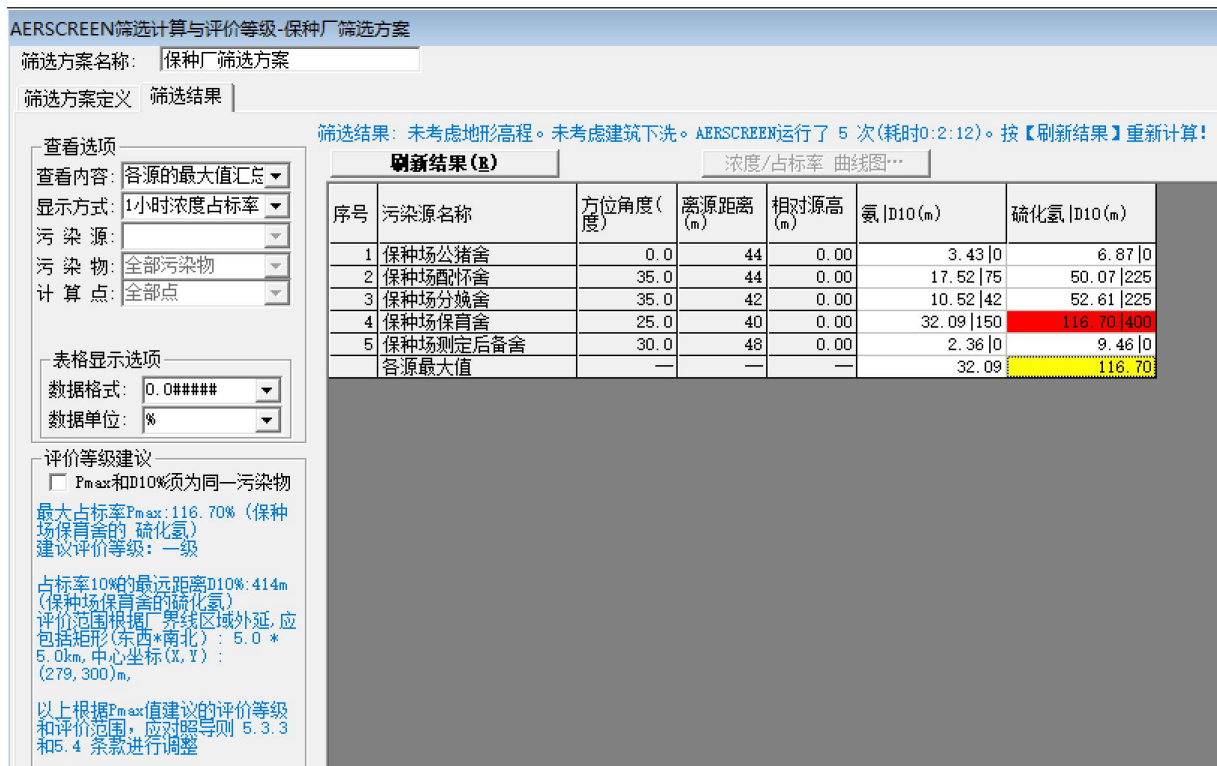 AERSCREEN筛选计算与评价等级-保种厂筛选方案
筛选方案名称: 保种厂筛选方案
筛选方案定义 筛选结果
筛选结果: 未考虑地形高程。未考虑建筑下洗。AERSCREEN运行了 5 次(耗时0:2:12)。按【刷新结果】重新计算!
刷新结果(R) 浓度/占标率 曲线图…
查看选项
查看内容: 各源的最大值汇总
显示方式: 1小时浓度占标率
污 染 源:
污 染 物: 全部污染物
计 算 点: 全部点
表格显示选项
数据格式: 0.0#####
数据单位: %
评价等级建议
Pmax和D10%须为同一污染物
最大占标率Pmax:116.70% (保种
场保育舍的 硫化氢)
建议评价等级: 一级
占标率10%的最远距离D10%:414m
(保种场保育舍的硫化氢)
评价范围根据厂界线区域外延,应
包括矩形(东西*南北) : 5.0 *
5.0km,中心坐标(X,Y) :
(279,300)m,
以上根据Pmax值建议的评价等级
和评价范围，应对照导则 5.3.3
和5.4 条款进行调整
序号 污染源名称 方位角度(度) 离源距离(m) 相对源高(m) 氨|D10(m) 硫化氢|D10(m)
1 保种场公猪舍 0.0 44 0.00 3.43|0 6.87|0
2 保种场配怀舍 35.0 44 0.00 17.52|75 50.07|225
3 保种场分娩舍 35.0 42 0.00 10.52|42 52.61|225
4 保种场保育舍 25.0 40 0.00 32.09|150 116.70|400
5 保种场测定后备舍 30.0 48 0.00 2.36|0 9.46|0
各源最大值 — — — 32.09 116.70